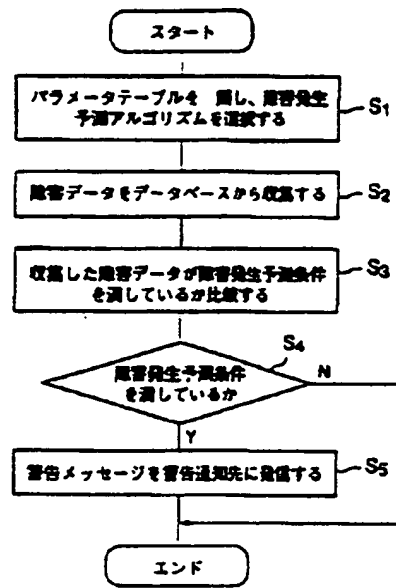 スタート
パラメータテーブルを 照し、障害発生
予測アルゴリズムを選択する
S1
障害データをデータベースから収集する
S2
収集した障害データが障害発生予測条件
を満しているか比較する
S3
S4
障害発生予測条件
を満しているか
N
Y
警告メッセージを警告通知先に発信する
S5
エンド